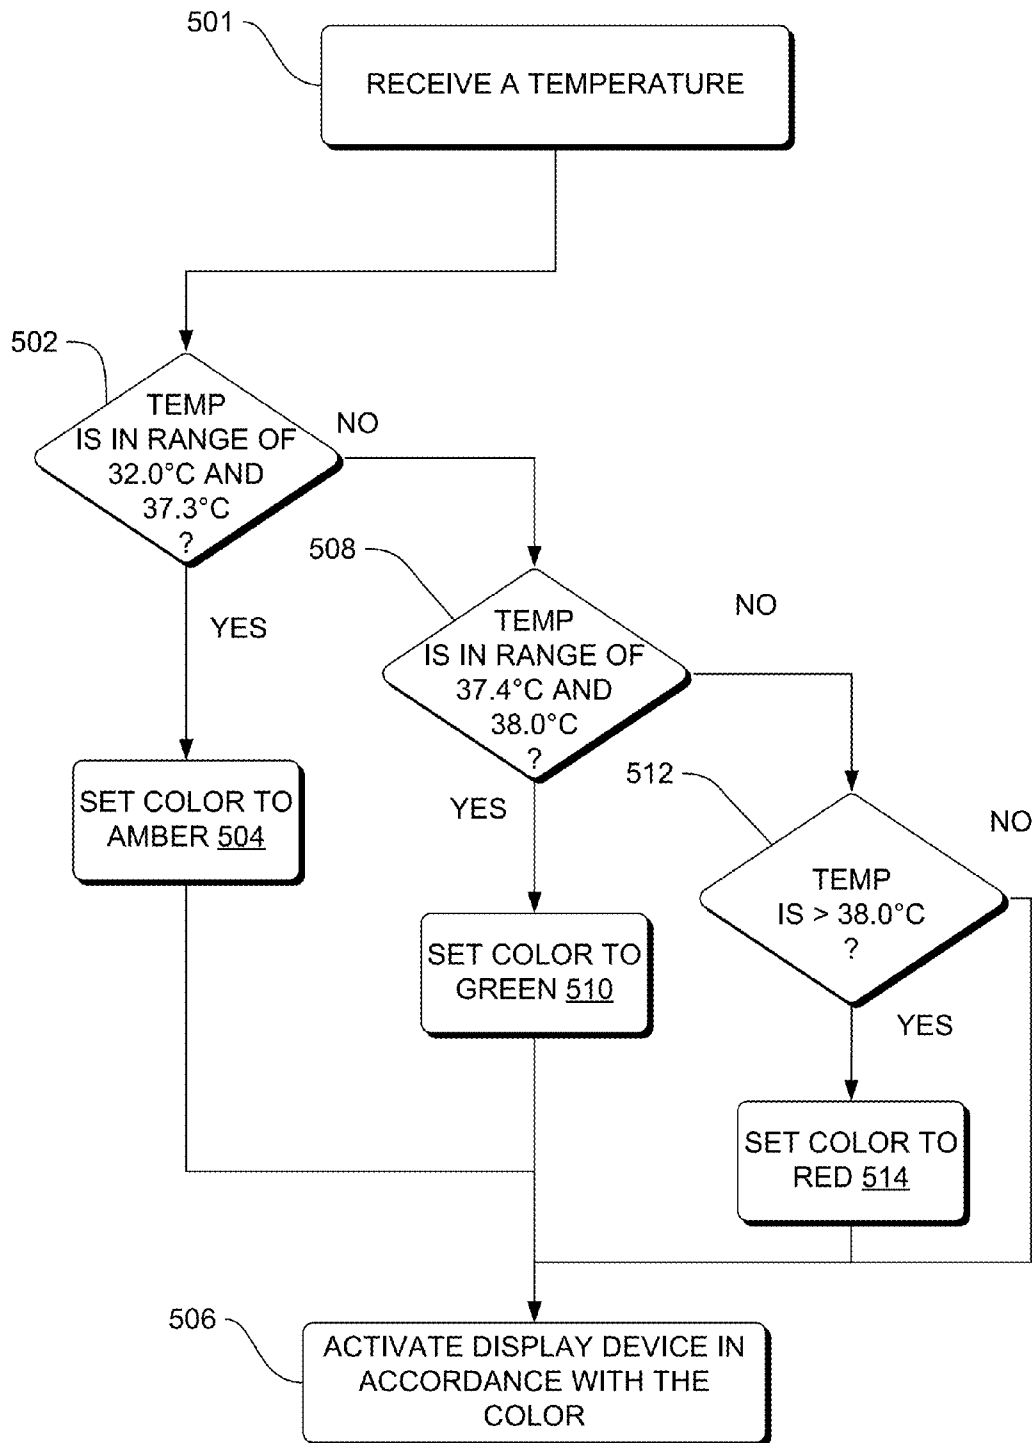 501
RECEIVE A TEMPERATURE
502
TEMP
IS IN RANGE OF
32.0°C AND
37.3°C
?
NO
YES
508
TEMP
IS IN RANGE OF
37.4°C AND
38.0°C
?
NO
YES
SET COLOR TO
AMBER 504
512
TEMP
IS > 38.0°C
?
NO
YES
SET COLOR TO
GREEN 510
SET COLOR TO
RED 514
506
ACTIVATE DISPLAY DEVICE IN
ACCORDANCE WITH THE
COLOR